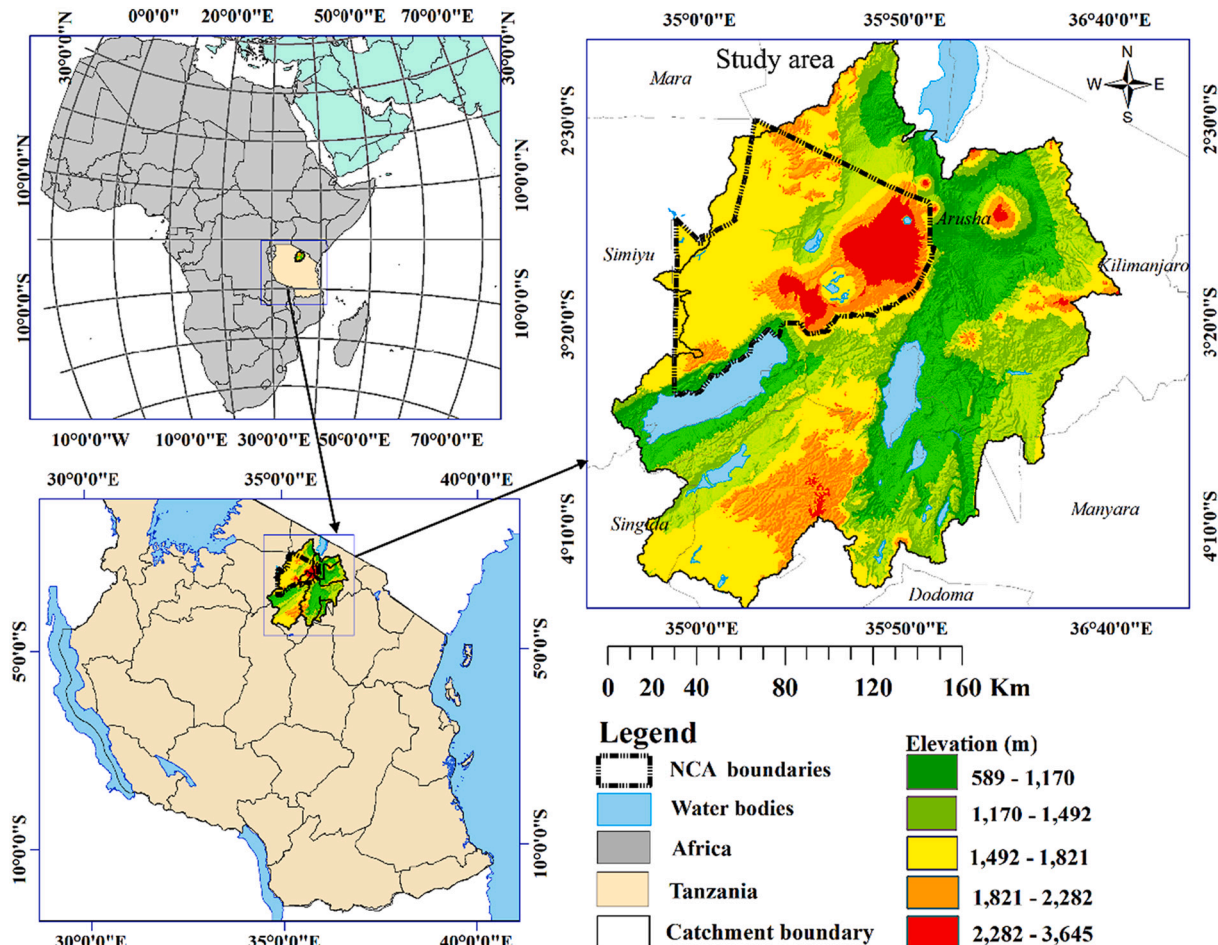 10°0'0"W 0°0'0" 20°0'0"E 50°0'0"E 70°0'0"E
30°0'0"N
10°0'0"N
10°0'0"S
30°0'0"N
10°0'0"N
10°0'0"S
10°0'0"W 10°0'0"E 30°0'0"E 50°0'0"E 70°0'0"E
30°0'0"E 35°0'0"E 40°0'0"E
5°0'0"S
10°0'0"S
5°0'0"S
10°0'0"S
30°0'0"E 35°0'0"E 40°0'0"E
35°0'0"E 35°50'0"E 36°40'0"E
Study area
N
W E
S
Mara
Arusha
Simiyu
Kilimanjaro
Singida
Manyara
Dodoma
2°30'0"S
3°20'0"S
4°10'0"S
2°30'0"S
3°20'0"S
4°10'0"S
35°0'0"E 35°50'0"E 36°40'0"E
0 20 40 80 120 160 Km
Legend
NCA boundaries
Water bodies
Africa
Tanzania
Catchment boundary
Elevation (m)
589 - 1,170
1,170 - 1,492
1,492 - 1,821
1,821 - 2,282
2,282 - 3,645